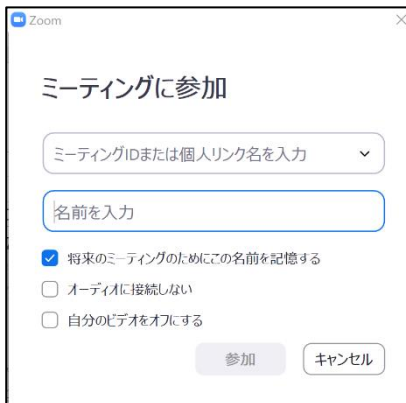 Zoom
ミーティングに参加
ミーティングIDまたは個人リンク名を入力
名前を入力
将来のミーティングのためにこの名前を記憶する
オーディオに接続しない
自分のビデオをオフにする
参加 キャンセル